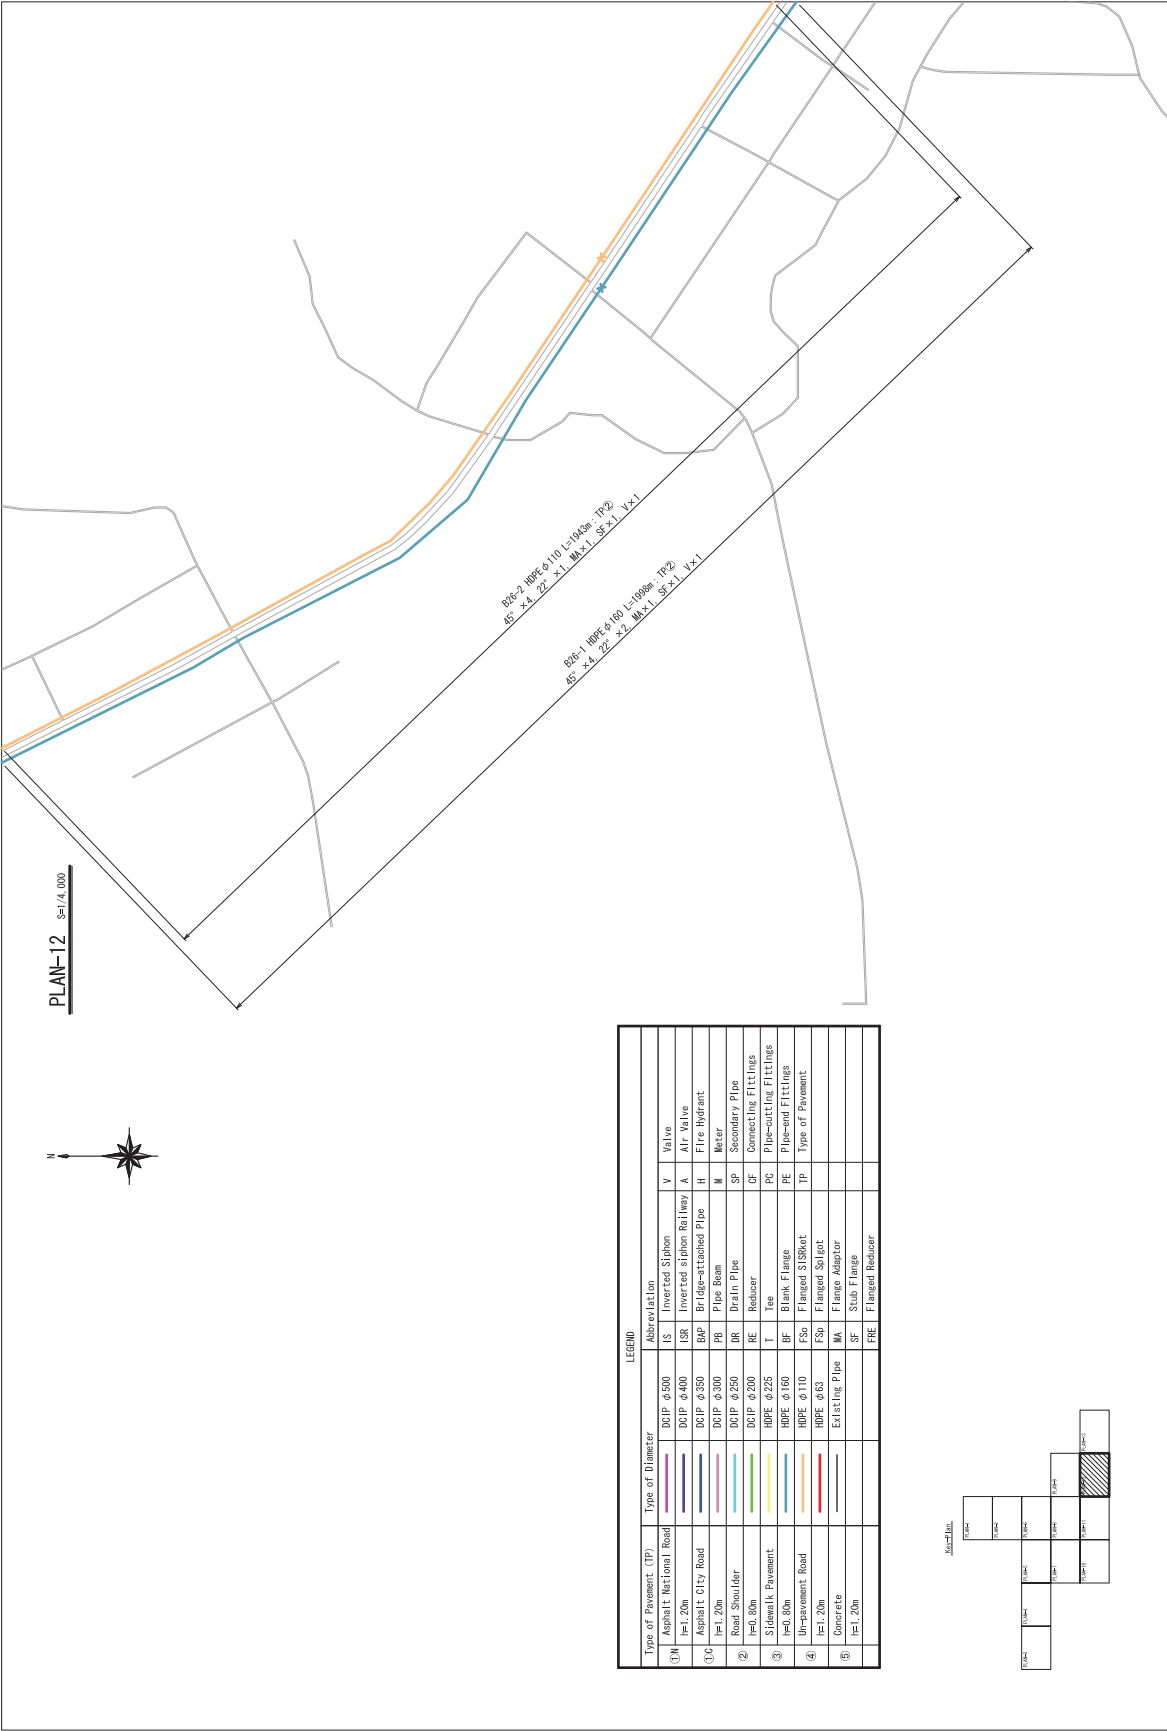 PLAN-12 S=1/4,000
N
B26-2 HDPEφ110 L=1943m : TP②
45° ×4, 22° ×1, MA×1, SF×1, V×1
B26-1 HDPEφ160 L=1998m : TP②
45° ×4, 22° ×2, MA×1, SF×1, V×1
LEGEND
Type of Pavement (TP) Type of Diameter Abbreviation
①N Asphalt National Road DCIP φ500 IS Inverted Siphon V Valve
h=1.20m DCIP φ400 ISR Inverted siphon Railway A Air Valve
①C Asphalt City Road DCIP φ350 BAP Bridge-attached Pipe H Fire Hydrant
h=1.20m DCIP φ300 PB Pipe Beam M Meter
② Road Shoulder DCIP φ250 DR Drain Pipe SP Secondary Pipe
h=0.80m DCIP φ200 RE Reducer CF Connecting Fittings
③ Sidewalk Pavement HDPE φ225 T Tee PC Pipe-cutting Fittings
h=0.80m HDPE φ160 BF Blank Flange PE Pipe-end Fittings
④ Un-pavement Road HDPE φ110 FSo Flanged SISRket TP Type of Pavement
h=1.20m HDPE φ63 FSp Flanged Spigot
⑤ Concrete Existing Pipe MA Flange Adaptor
h=1.20m SF Stub Flange
FRE Flanged Reducer
Key-Plan